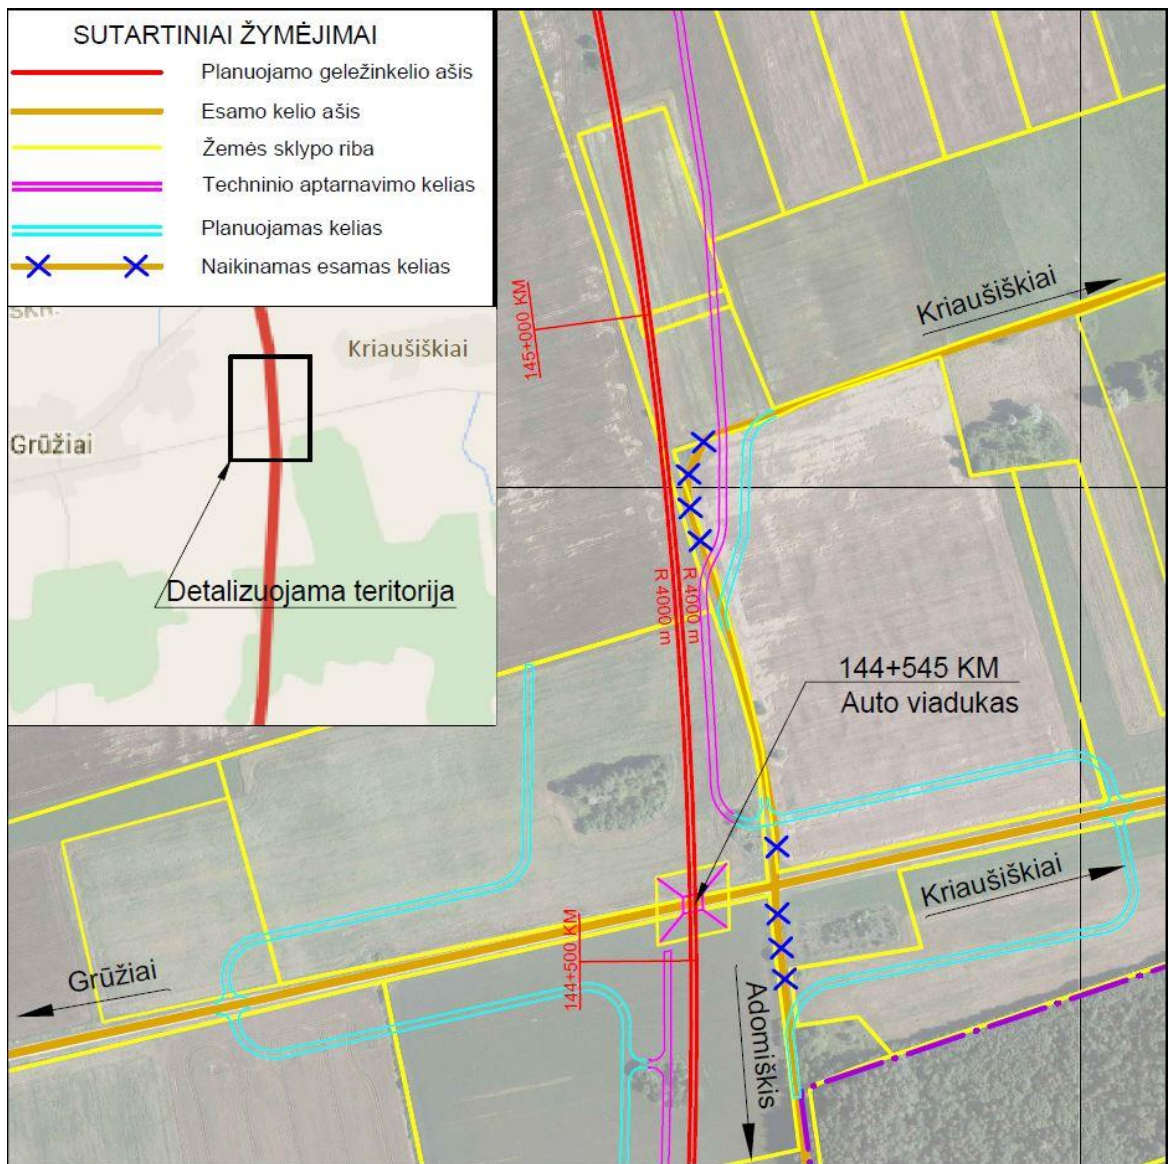 SUTARTINIAI ŽYMĖJIMAI
Planuojamo geležinkelio ašis
Esamo kelio ašis
Žemės sklypo riba
Techninio aptarnavimo kelias
Planuojamas kelias
Naikinamas esamas kelias
Kriaušiškiai
Grūžiai
Detalizuojama teritorija
Kriaušiškiai
145+000 KM
R 4000 m
R 4000 m
144+545 KM
Auto viadukas
Kriaušiškiai
Grūžiai
144+500 KM
Adomiškis